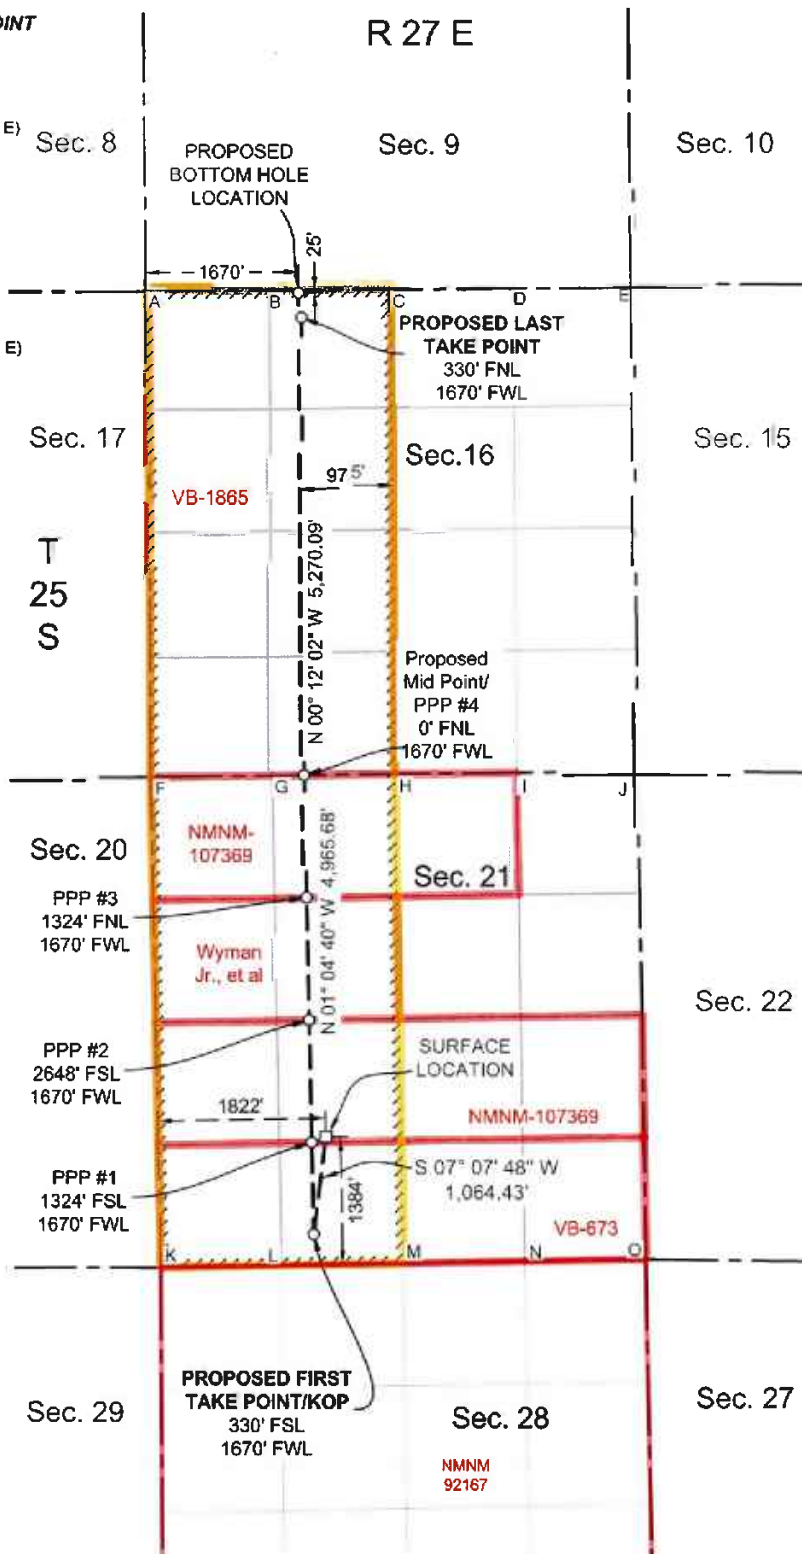 OINT
R 27 E
E)
Sec. 8
PROPOSED
BOTTOM HOLE
LOCATION
Sec. 9
Sec. 10
1670'
25'
A
B
C
D
E
PROPOSED LAST
TAKE POINT
330' FNL
1670' FWL
E)
Sec. 17
Sec.16
Sec. 15
975'
VB-1865
T
25
S
N 00° 12' 02" W 5,270.09'
Proposed
Mid Point/
PPP #4
0' FNL
1670' FWL
F
G
H
I
J
NMNM-
107369
Sec. 20
Sec. 21
PPP #3
1324' FNL
1670' FWL
N 01° 04' 40" W 4,965.68'
Wyman
Jr., et al
Sec. 22
PPP #2
2648' FSL
1670' FWL
SURFACE
LOCATION
1822'
NMNM-107369
PPP #1
1324' FSL
1670' FWL
S 07° 07' 48" W
1,064.43'
1384'
VB-673
K
L
M
N
O
PROPOSED FIRST
TAKE POINT/KOP
330' FSL
1670' FWL
Sec. 29
Sec. 28
Sec. 27
NMNM
92167